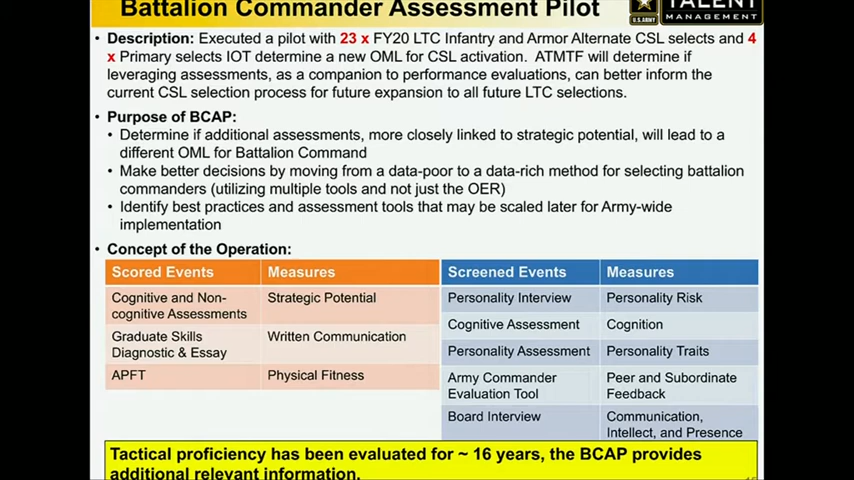 Battalion Commander Assessment Pilot
U.S. ARMY
TALENT
MANAGEMENT
• Description: Executed a pilot with 23 x FY20 LTC Infantry and Armor Alternate CSL selects and 4
x Primary selects IOT determine a new OML for CSL activation. ATMTF will determine if
leveraging assessments, as a companion to performance evaluations, can better inform the
current CSL selection process for future expansion to all future LTC selections.
• Purpose of BCAP:
• Determine if additional assessments, more closely linked to strategic potential, will lead to a
different OML for Battalion Command
• Make better decisions by moving from a data-poor to a data-rich method for selecting battalion
commanders (utilizing multiple tools and not just the OER)
• Identify best practices and assessment tools that may be scaled later for Army-wide
implementation
• Concept of the Operation:
Scored Events Measures
Cognitive and Non-
cognitive Assessments
Strategic Potential
Graduate Skills
Diagnostic & Essay
Written Communication
APFT Physical Fitness
Screened Events Measures
Personality Interview Personality Risk
Cognitive Assessment Cognition
Personality Assessment Personality Traits
Army Commander
Evaluation Tool
Peer and Subordinate
Feedback
Board Interview
Communication,
Intellect, and Presence
Tactical proficiency has been evaluated for ~ 16 years, the BCAP provides
additional relevant information.